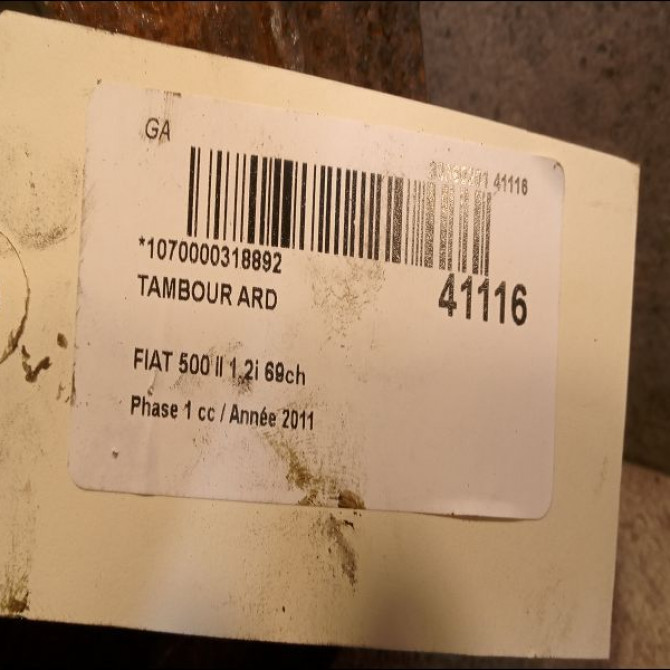 GA
41116
*1070000318892
TAMBOUR ARD
41116
FIAT 500 II 1.2i 69ch
Phase 1 cc / Année 2011